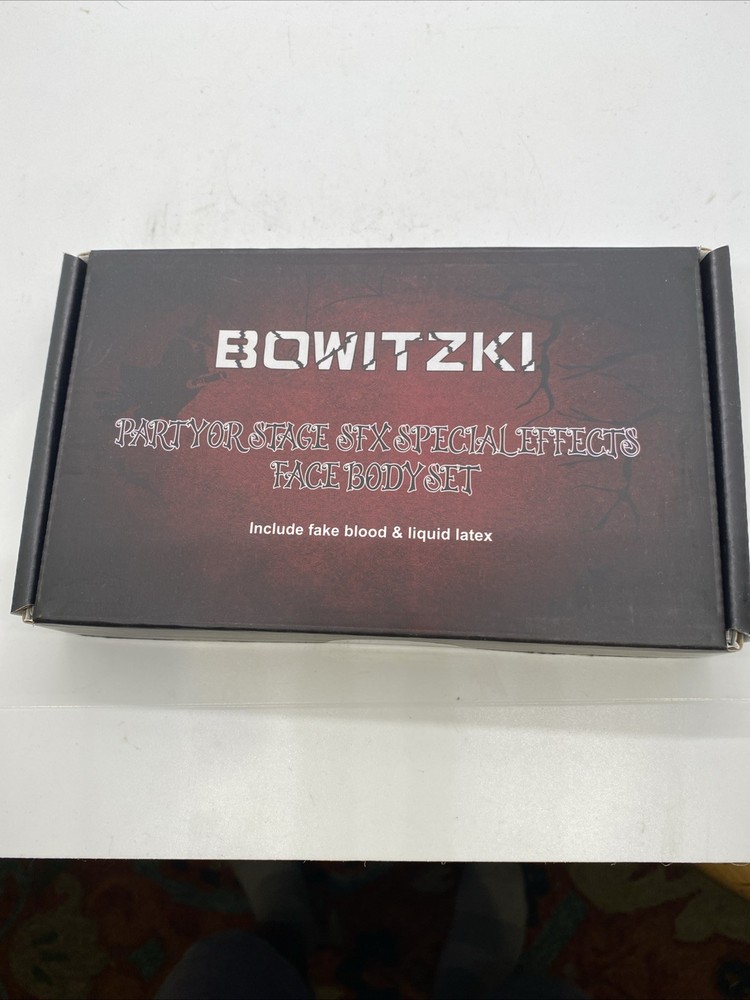 BOWITZKI
PARTY OR STAGE SFX SPECIAL EFFECTS
FACE BODY SET
Include fake blood & liquid latex